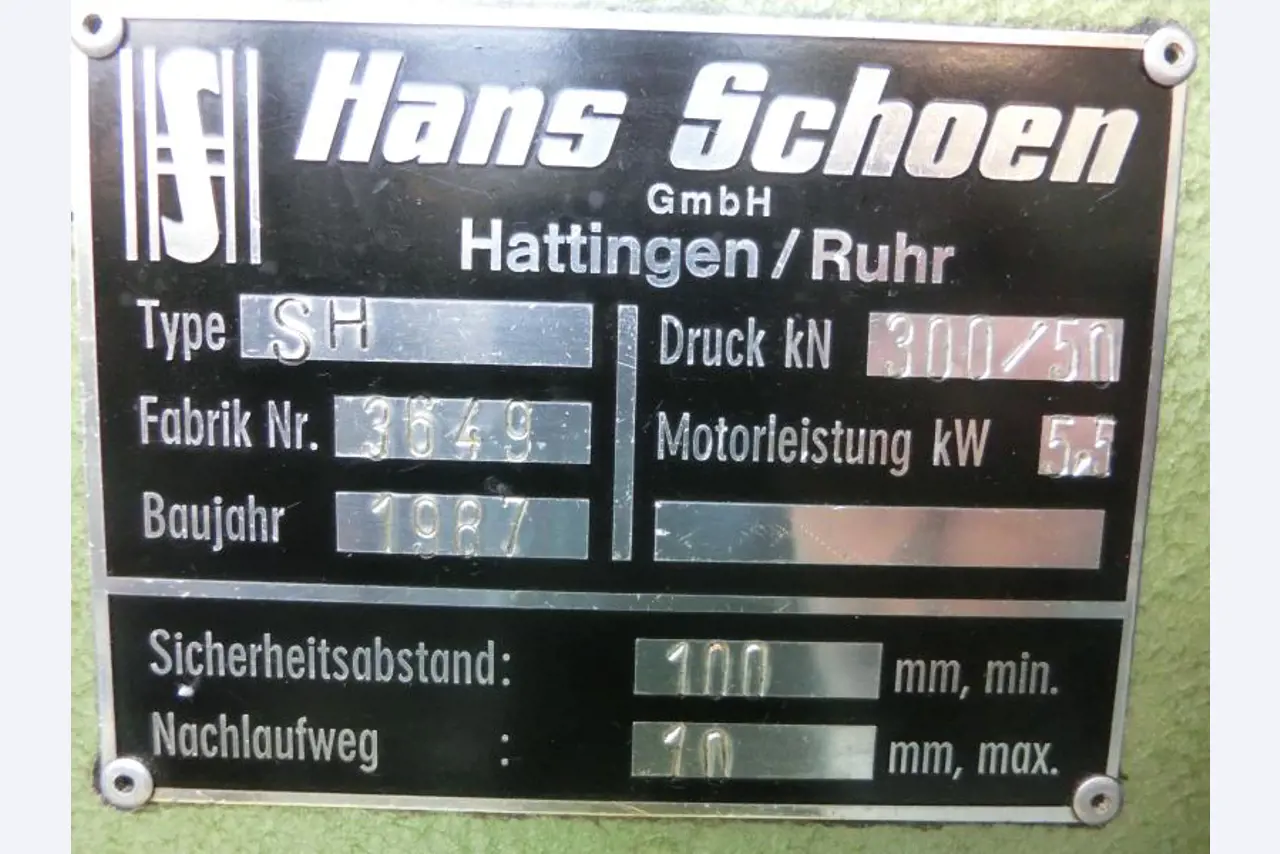 Hans Schoen
GmbH
Hattingen/Ruhr
Type SH
Fabrik Nr. 3649
Baujahr 1987
Druck kN 300/50
Motorleistung kW 5,5
Sicherheitsabstand: 100 mm, min.
Nachlaufweg : 10 mm, max.